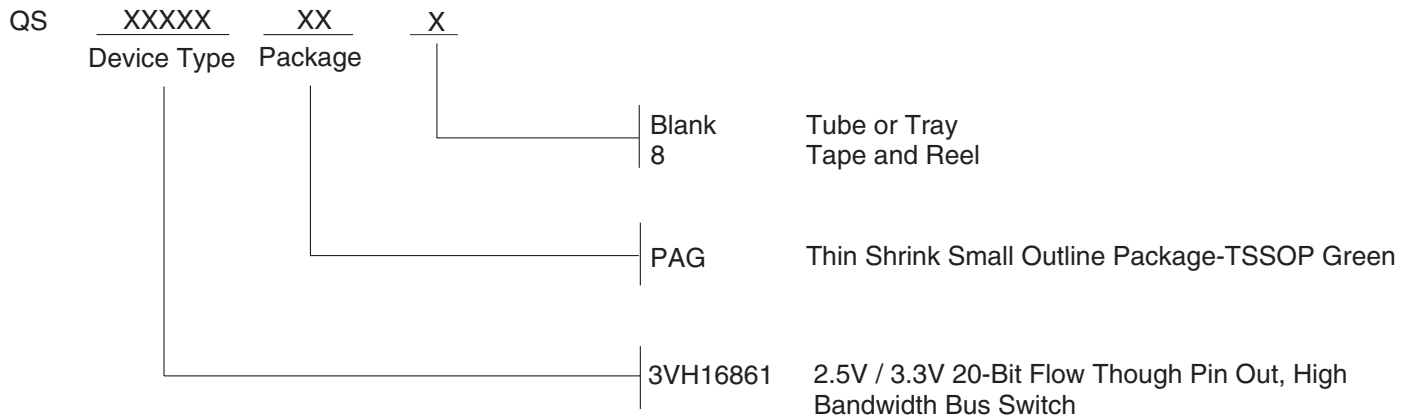 QS XXXXX XX X
Device Type Package
Blank Tube or Tray
8 Tape and Reel
PAG Thin Shrink Small Outline Package-TSSOP Green
3VH16861 2.5V / 3.3V 20-Bit Flow Though Pin Out, High
Bandwidth Bus Switch